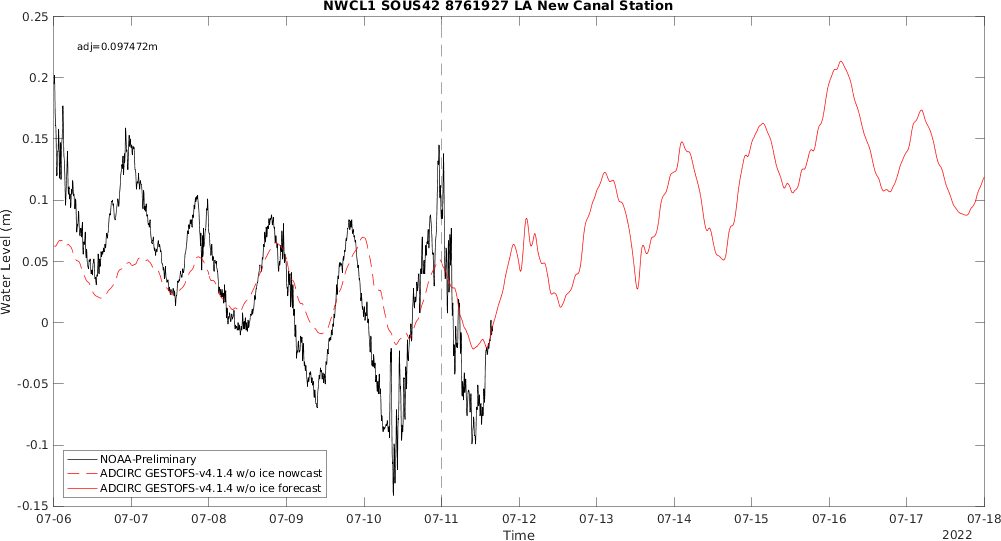 NWCL1 SOUS42 8761927 LA New Canal Station
adj=0.097472m
Water Level (m)
0.25
0.2
0.15
0.1
0.05
0
-0.05
-0.1
-0.15
NOAA-Preliminary
ADCIRC GESTOFS-v4.1.4 w/o ice nowcast
ADCIRC GESTOFS-v4.1.4 w/o ice forecast
07-06 07-07 07-08 07-09 07-10 07-11 07-12 07-13 07-14 07-15 07-16 07-17 07-18
Time
2022